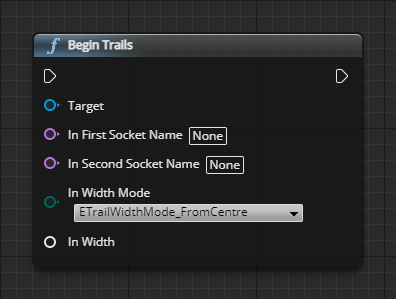 Begin Trails
Target
In First Socket Name None
In Second Socket Name None
In Width Mode
ETrailWidthMode_FromCentre
In Width